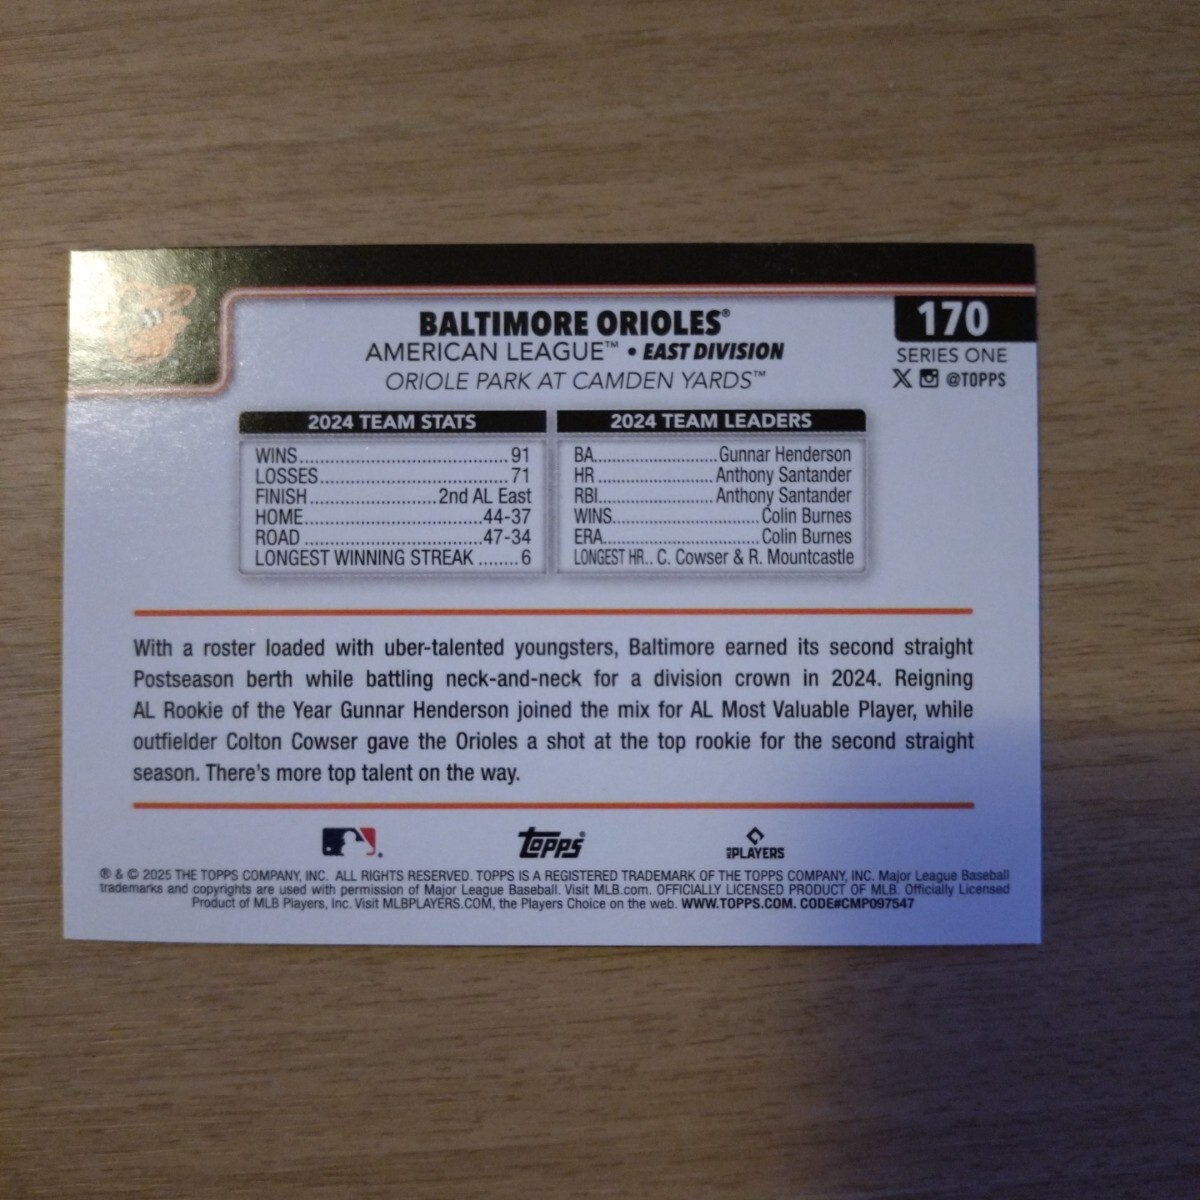 BALTIMORE ORIOLES®
170
AMERICAN LEAGUE™ • EAST DIVISION
SERIES ONE
ORIOLE PARK AT CAMDEN YARDS™
X @TOPPS
2024 TEAM STATS
WINS....................................... 91
LOSSES................................... 71
FINISH.......................2nd AL East
HOME.................................44-37
ROAD.................................47-34
LONGEST WINNING STREAK ........ 6
2024 TEAM LEADERS
BA.......................Gunnar Henderson
HR.....................Anthony Santander
RBI.....................Anthony Santander
WINS...........................Colin Burnes
ERA.............................Colin Burnes
LONGEST HR.. C. Cowser & R. Mountcastle
With a roster loaded with uber-talented youngsters, Baltimore earned its second straight
Postseason berth while battling neck-and-neck for a division crown in 2024. Reigning
AL Rookie of the Year Gunnar Henderson joined the mix for AL Most Valuable Player, while
outfielder Colton Cowser gave the Orioles a shot at the top rookie for the second straight
season. There's more top talent on the way.
topps®
MLB PLAYERS
® & © 2025 THE TOPPS COMPANY, INC. ALL RIGHTS RESERVED. TOPPS IS A REGISTERED TRADEMARK OF THE TOPPS COMPANY, INC. Major League Baseball
trademarks and copyrights are used with permission of Major League Baseball. Visit MLB.com. OFFICIALLY LICENSED PRODUCT OF MLB. Officially Licensed
Product of MLB Players, Inc. Visit MLBPLAYERS.COM, the Players Choice on the web. WWW.TOPPS.COM. CODE#CMP097547